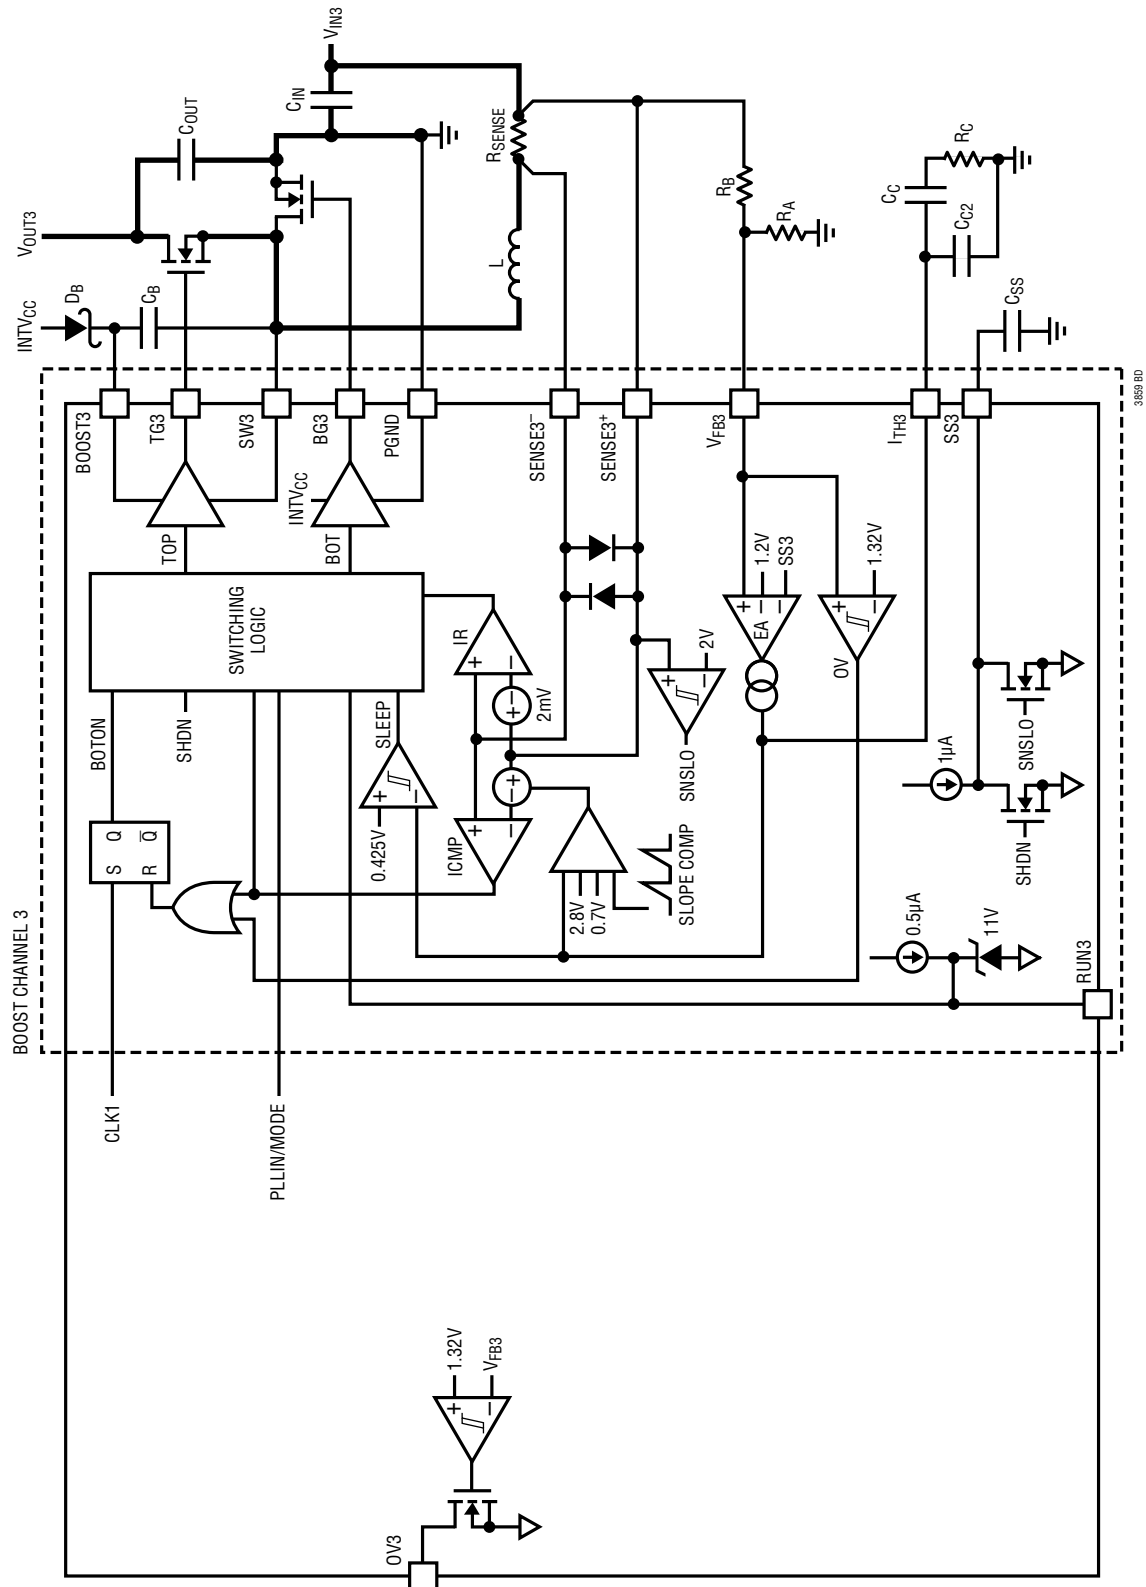 BOOST CHANNEL 3
INTVCC
VOUT3
DB
CB
COUT
CIN
VIN3
RSENSE
L
RB
RA
CC
RC
CC2
CSS
BOOST3
TG3
SW3
BG3
PGND
SENSE3−
SENSE3+
VFB3
ITH3
SS3
3859 BD
INTVCC
TOP
BOT
SWITCHING
LOGIC
BOTON
SHDN
SLEEP
S Q
R Q̅
0.425V
+
−
IR
+
−
+ −
2mV
ICMP
+
−
− +
2.8V
0.7V
SLOPE COMP
SNSLO
+
−
2V
EA
+
−
−
1.2V
SS3
OV
+
−
1.32V
1µA
SHDN
SNSLO
0.5µA
11V
RUN3
CLK1
PLLIN/MODE
OV3
+
−
1.32V
VFB3